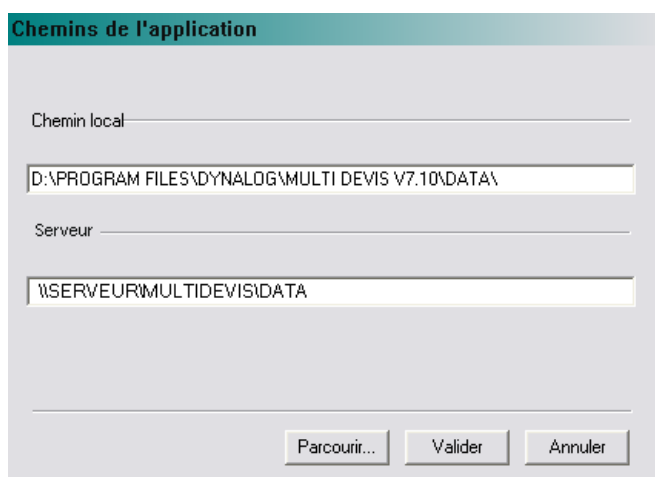 Chemins de l'application
Chemin local
D:\PROGRAM FILES\DYNALOG\MULTI DEVIS V7.10\DATA\
Serveur
\\SERVEUR\MULTIDEVIS\DATA
Parcourir... Valider Annuler